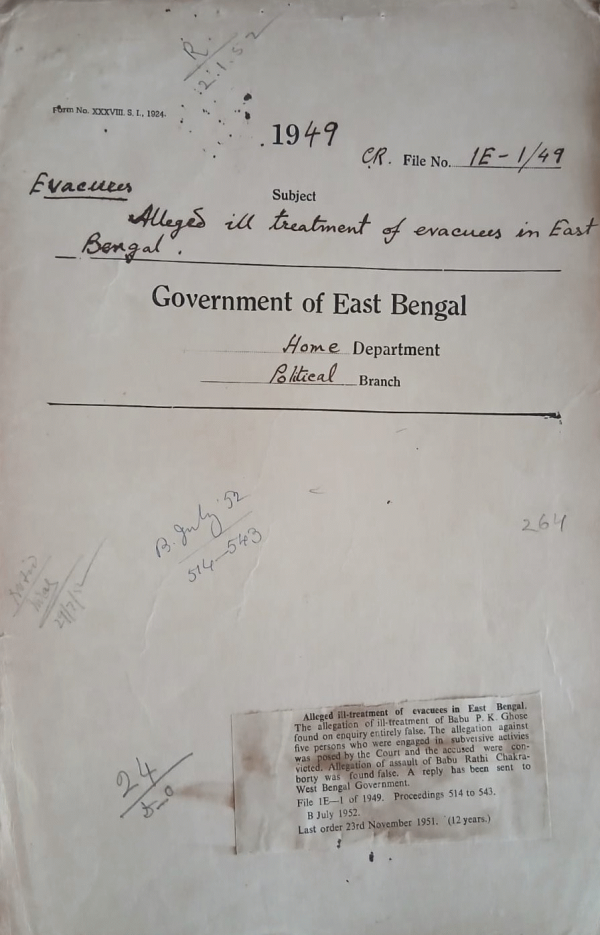 R.
2.1.52
Form No. XXXVIII. S. I., 1924.
1949
CR. File No. 1E-1/49
Evacuees
Subject
Alleged ill treatment of evacuees in East
Bengal.
Government of East Bengal
Home Department
Political Branch
B. July '52
514-543
264
24
5-0
Alleged ill-treatment of evacuees in East Bengal.
The allegation of ill-treatment of Babu P. K. Ghose
found on enquiry entirely false. The allegation against
five persons who were engaged in subversive activies
was posed by the Court and the accused were con-
victed. Allegation of assault of Babu Rathi Chakra-
borty was found false. A reply has been sent to
West Bengal Government.
File 1E—1 of 1949. Proceedings 514 to 543.
B July 1952.
Last order 23rd November 1951. (12 years.)